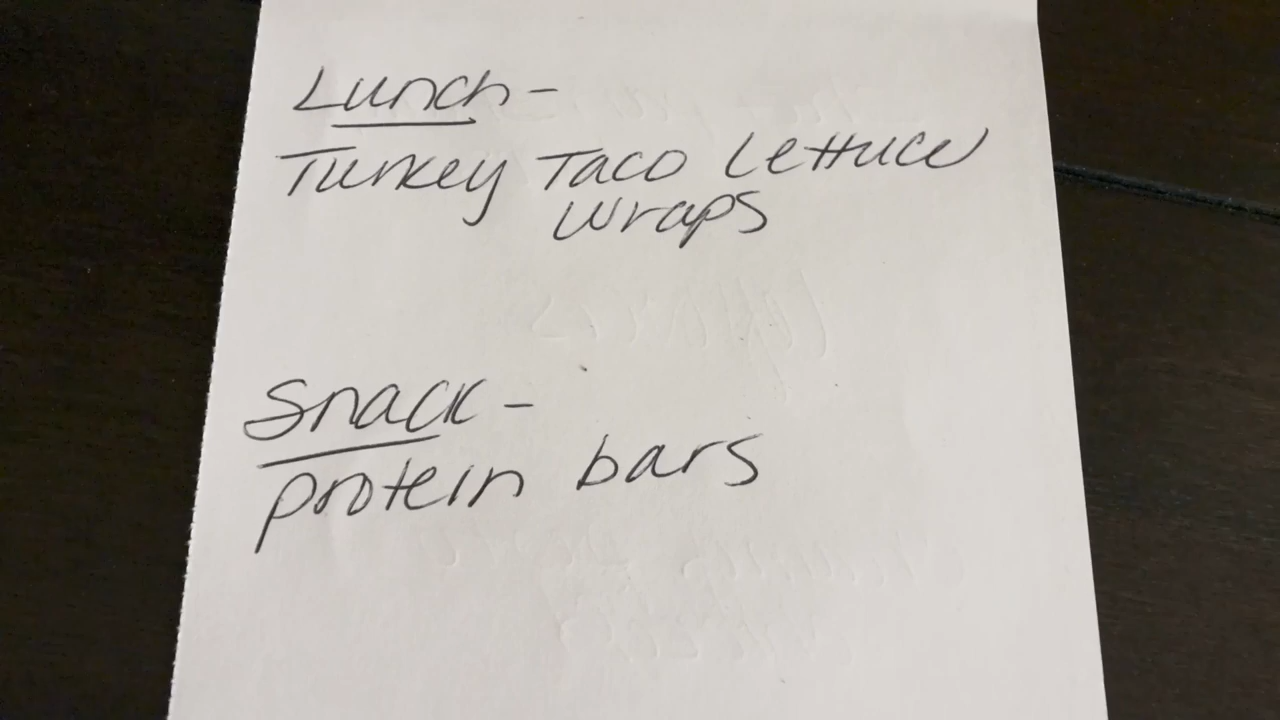 Lunch-
Turkey Taco Lettuce
wraps
Snack-
protein bars